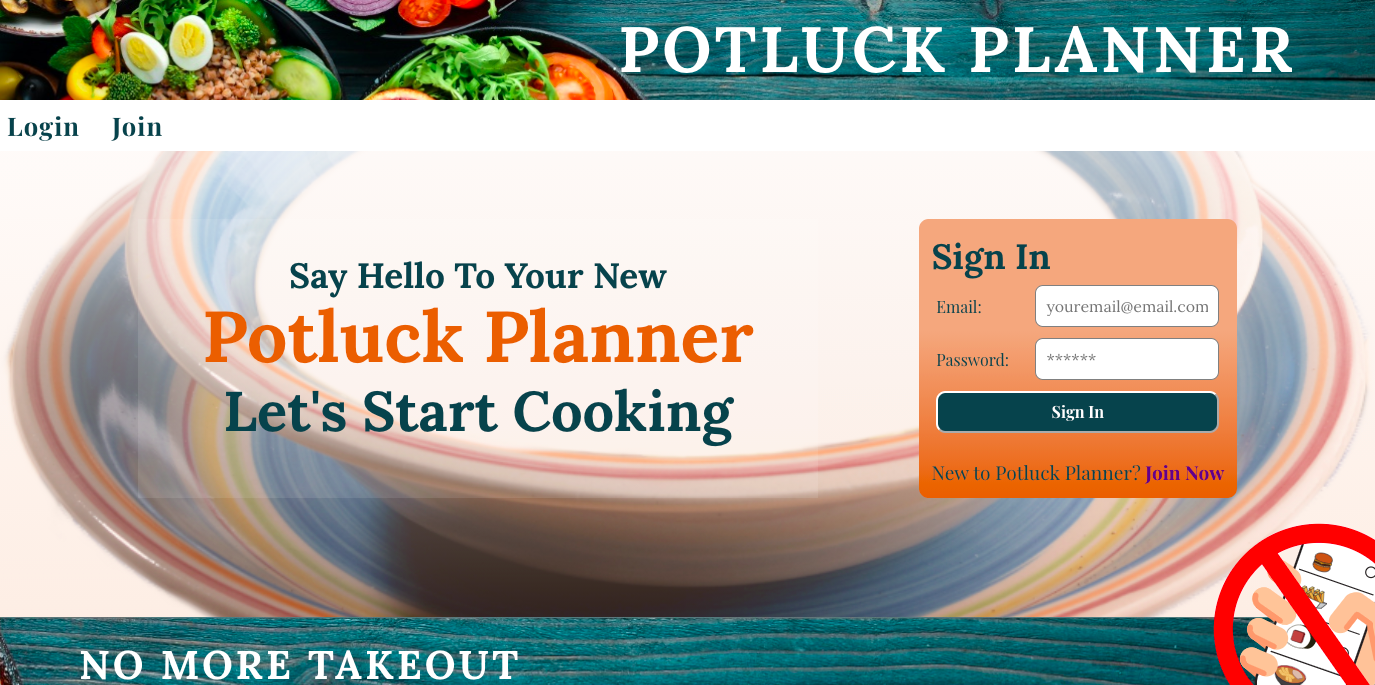 POTLUCK PLANNER
Login Join
Say Hello To Your New
Potluck Planner
Let's Start Cooking
Sign In
Email: youremail@email.com
Password: ******
Sign In
New to Potluck Planner? Join Now
NO MORE TAKEOUT